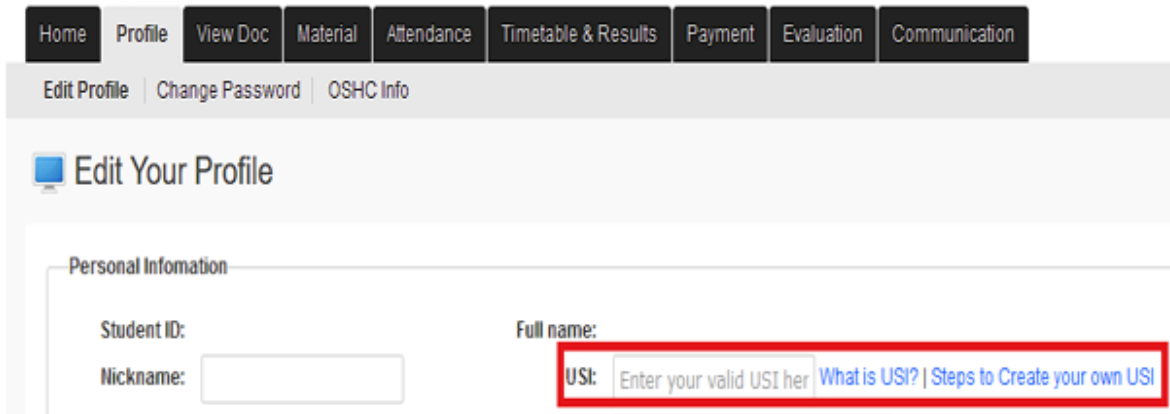 Home Profile View Doc Material Attendance Timetable & Results Payment Evaluation Communication
Edit Profile Change Password OSHC Info
Edit Your Profile
Personal Infomation
Student ID: Full name:
Nickname: USI: Enter your valid USI her What is USI? | Steps to Create your own USI